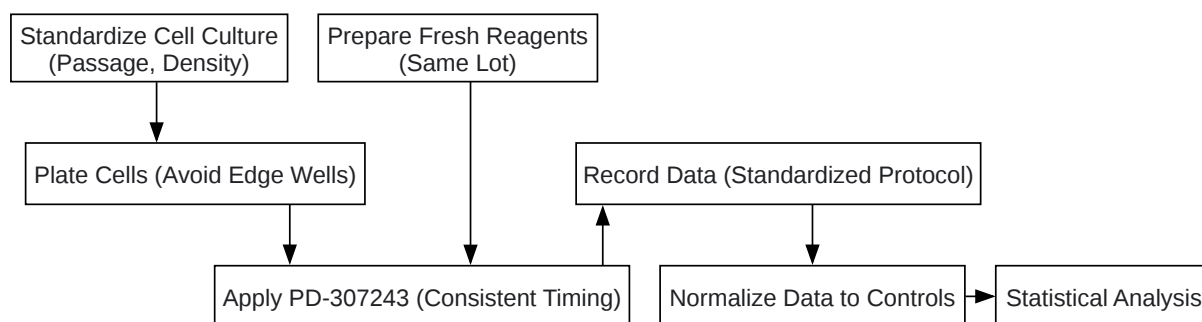 Standardize Cell Culture
(Passage, Density)
Prepare Fresh Reagents
(Same Lot)
Plate Cells (Avoid Edge Wells)
Record Data (Standardized Protocol)
Apply PD-307243 (Consistent Timing)
Normalize Data to Controls
Statistical Analysis